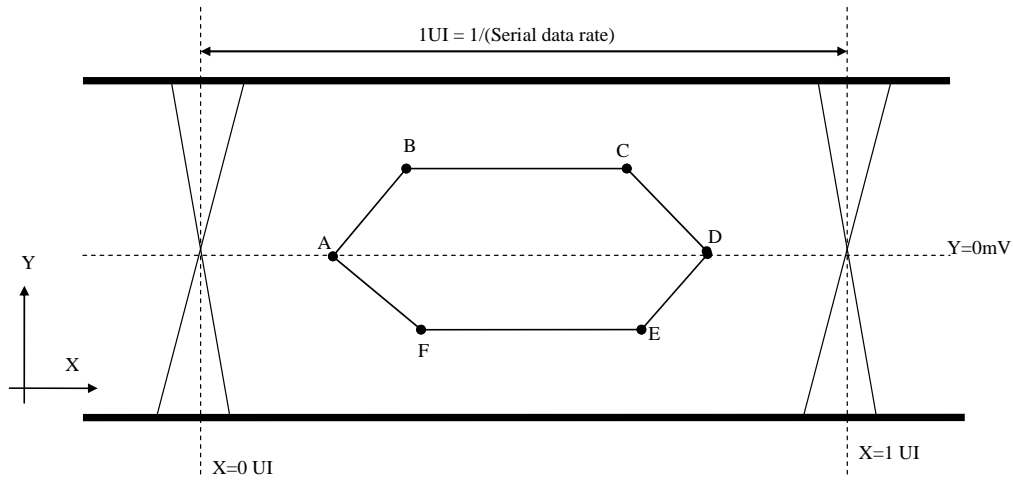 1UI = 1/(Serial data rate)
B
C
A
D
Y=0mV
Y
X
F
E
X=0 UI
X=1 UI